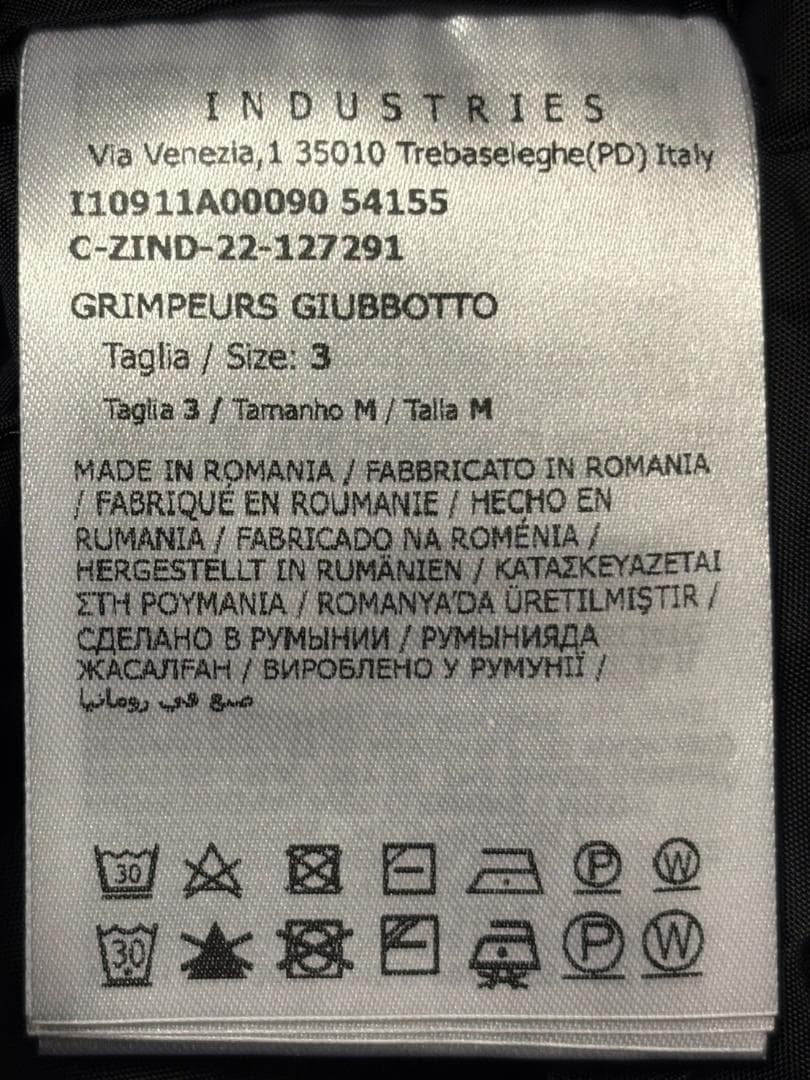 INDUSTRIES
Via Venezia,1 35010 Trebaseleghe(PD) Italy
I10911A00090 54155
C-ZIND-22-127291
GRIMPEURS GIUBBOTTO
Taglia / Size: 3
Taglia 3 / Tamanho M / Talla M
MADE IN ROMANIA / FABBRICATO IN ROMANIA
/ FABRIQUÉ EN ROUMANIE / HECHO EN
RUMANIA / FABRICADO NA ROMÉNIA /
HERGESTELLT IN RUMÄNIEN / ΚΑΤΑΣΚΕΥΑΖΕΤΑΙ
ΣΤΗ ΡΟΥΜΑΝΙΑ / ROMANYA'DA ÜRETILMIŞTIR /
СДЕЛАНО В РУМЫНИИ / РУМЫНИЯДА
ЖАСАЛҒАН / ВИРОБЛЕНО У РУМУНІЇ /
صنع في رومانيا
30 P W
30 P W